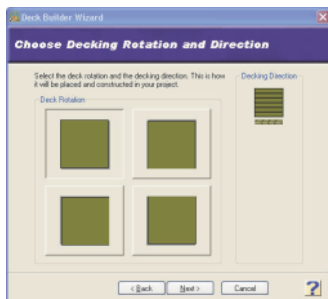 Deck Builder Wizard
Choose Decking Rotation and Direction
Select the deck rotation and the decking direction. This is how
it will be placed and constructed in your project.
Decking Direction
Deck Rotation
< Back
Next >
Cancel
?